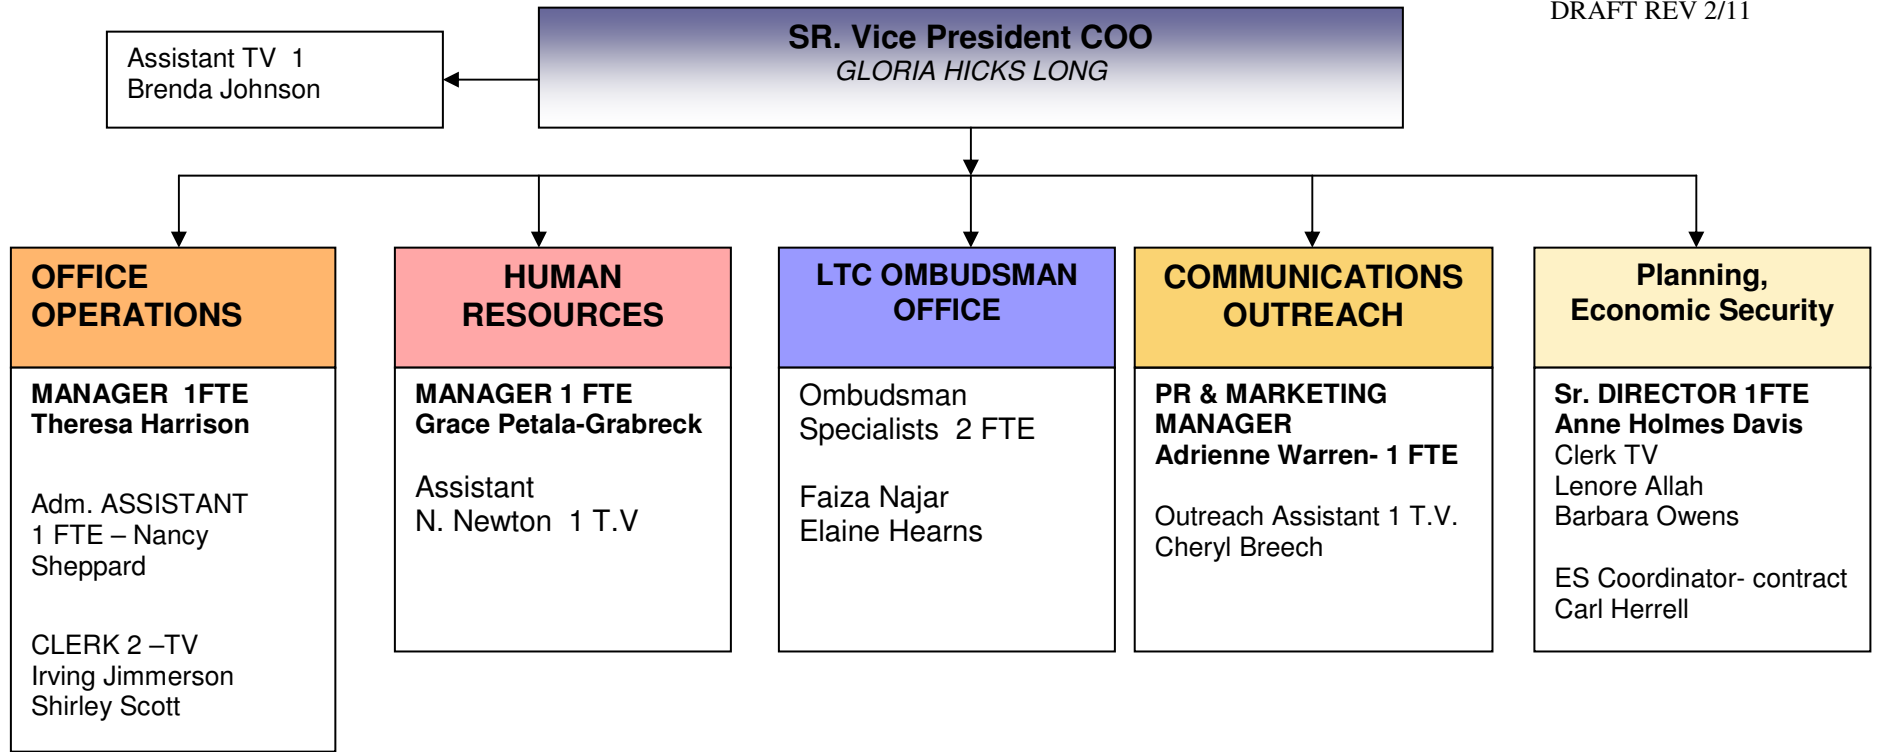 DRAFT REV 2/11
SR. Vice President COO
GLORIA HICKS LONG
Assistant TV 1
Brenda Johnson
OFFICE
OPERATIONS
MANAGER 1FTE
Theresa Harrison
Adm. ASSISTANT
1 FTE – Nancy
Sheppard
CLERK 2 –TV
Irving Jimmerson
Shirley Scott
HUMAN
RESOURCES
MANAGER 1 FTE
Grace Petala-Grabreck
Assistant
N. Newton 1 T.V
LTC OMBUDSMAN
OFFICE
Ombudsman
Specialists 2 FTE
Faiza Najar
Elaine Hearns
COMMUNICATIONS
OUTREACH
PR & MARKETING
MANAGER
Adrienne Warren- 1 FTE
Outreach Assistant 1 T.V.
Cheryl Breech
Planning,
Economic Security
Sr. DIRECTOR 1FTE
Anne Holmes Davis
Clerk TV
Lenore Allah
Barbara Owens
ES Coordinator- contract
Carl Herrell